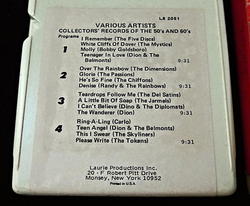 LE 2051
VARIOUS ARTISTS
COLLECTORS' RECORDS OF THE 50'S AND 60'S
Programs
1
I Remember (The Five Discs)
White Cliffs Of Dover (The Mystics)
Molly (Bobby Goldsboro)
Teenager In Love (Dion & The
Belmonts) 9:31
2
Over The Rainbow (The Dimensions)
Gloria (The Passions)
He's So Fine (The Chiffons)
Denise (Randy & The Rainbows)
9:31
3
Teardrops Follow Me (Del Satins)
A Little Bit Of Soap (The Jarmels)
I Can't Believe (Dino & The Diplomats)
The Wanderer (Dion) 9:31
4
Ring-A-Ling (Carlo)
Teen Angel (Dion & The Belmonts)
This I Swear (The Skyliners)
Please Write (The Tokens) 9:31
Laurie Productions Inc.
20 - F Robert Pitt Drive
Monsey, New York 10952
Printed in U.S.A.